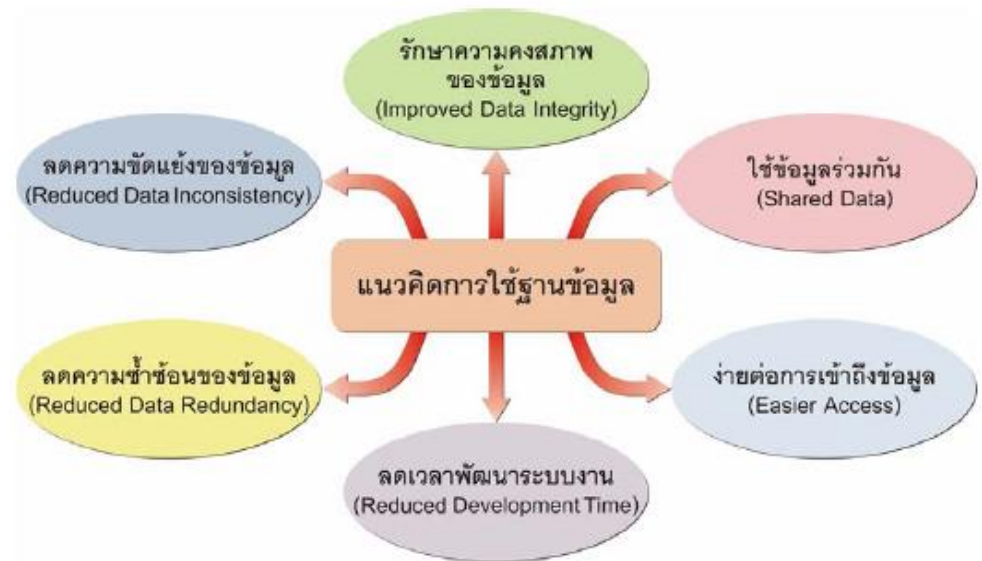 รักษาความคงสภาพ
ของข้อมูล
(Improved Data Integrity)
ลดความขัดแย้งของข้อมูล
(Reduced Data Inconsistency)
ใช้ข้อมูลร่วมกัน
(Shared Data)
แนวคิดการใช้ฐานข้อมูล
ลดความซ้ำซ้อนของข้อมูล
(Reduced Data Redundancy)
ง่ายต่อการเข้าถึงข้อมูล
(Easier Access)
ลดเวลาพัฒนาระบบงาน
(Reduced Development Time)